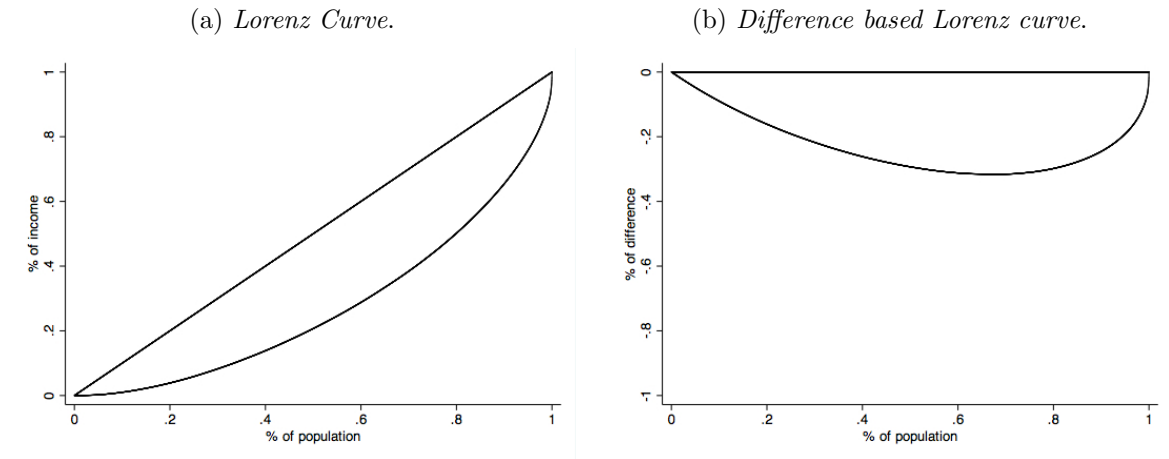 (a) Lorenz Curve.
% of income
1
.8
.6
.4
.2
0
0 .2 .4 .6 .8 1
% of population
(b) Difference based Lorenz curve.
% of difference
0
-.2
-.4
-.6
-.8
-1
0 .2 .4 .6 .8 1
% of population